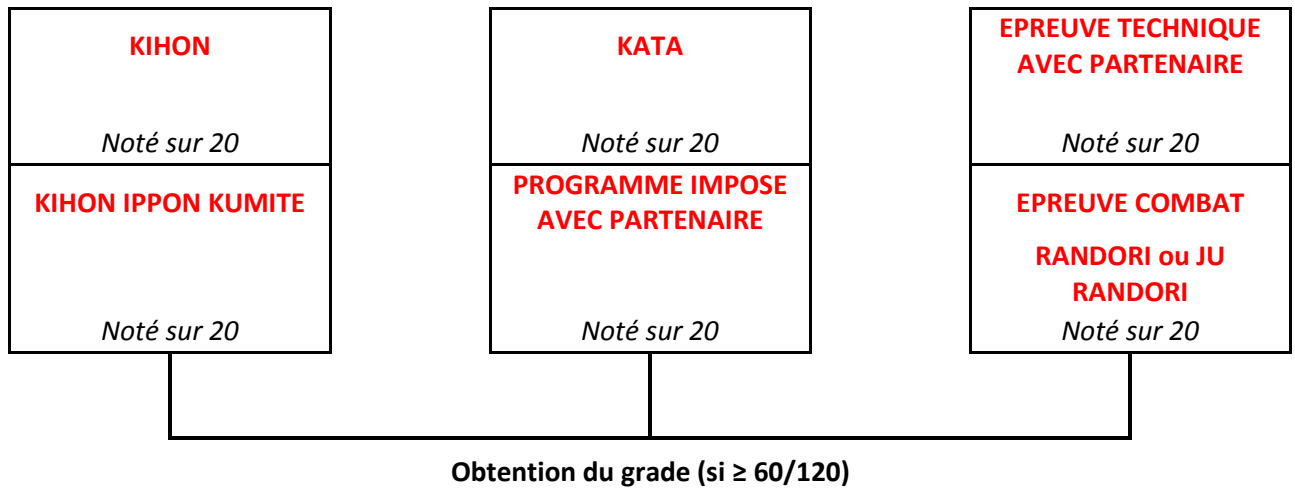 KIHON
Noté sur 20
KIHON IPPON KUMITE
Noté sur 20
KATA
Noté sur 20
PROGRAMME IMPOSE
AVEC PARTENAIRE
Noté sur 20
EPREUVE TECHNIQUE
AVEC PARTENAIRE
Noté sur 20
EPREUVE COMBAT
RANDORI ou JU
RANDORI
Noté sur 20
Obtention du grade (si ≥ 60/120)